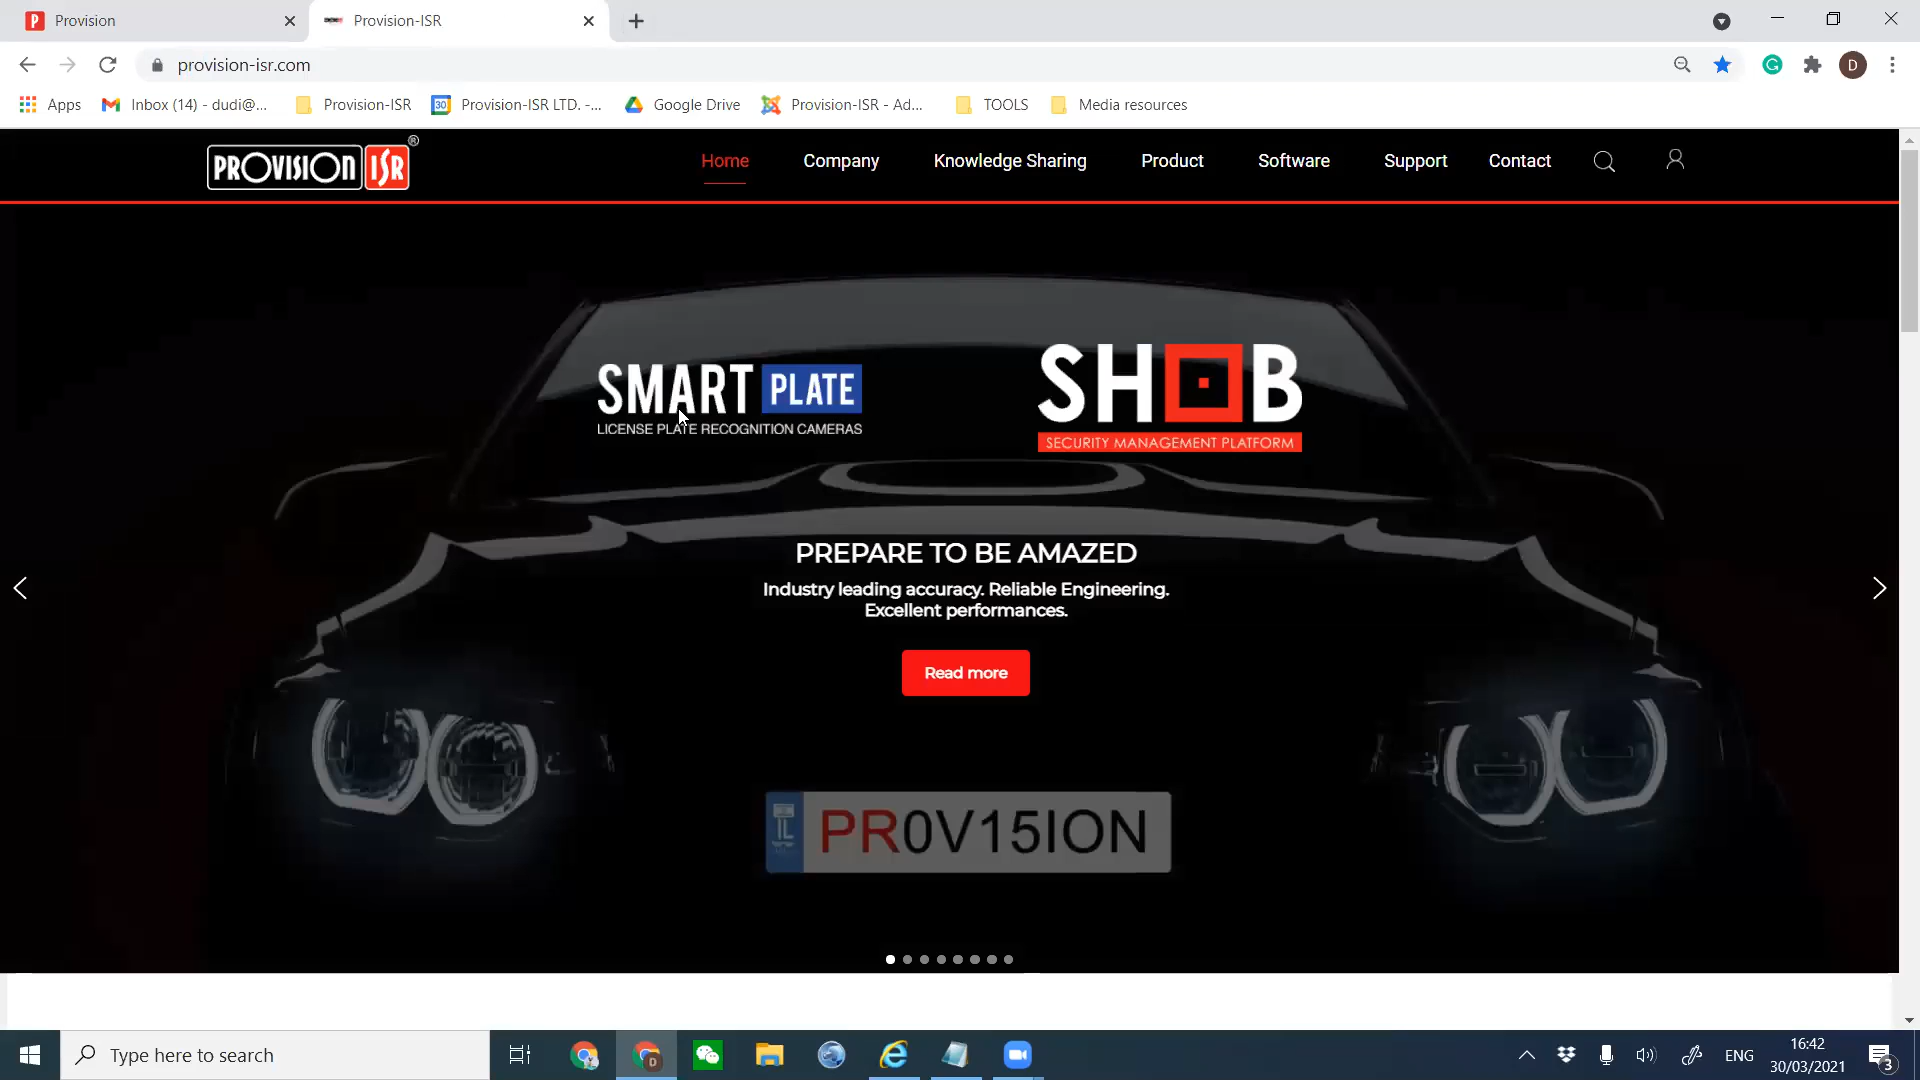 Provision
Provision-ISR
provision-isr.com
D
Apps
Inbox (14) - dudi@...
30
Provision-ISR
Provision-ISR LTD. -...
Google Drive
Provision-ISR - Ad...
TOOLS
Media resources
PROVISION ISR ®
Home
Company
Knowledge Sharing
Product
Software
Support
Contact
SMART PLATE
LICENSE PLATE RECOGNITION CAMERAS
SHOB
SECURITY MANAGEMENT PLATFORM
PREPARE TO BE AMAZED
Industry leading accuracy. Reliable Engineering.
Excellent performances.
Read more
IL
PR0V15ION
Type here to search
ENG
16:42
30/03/2021
3